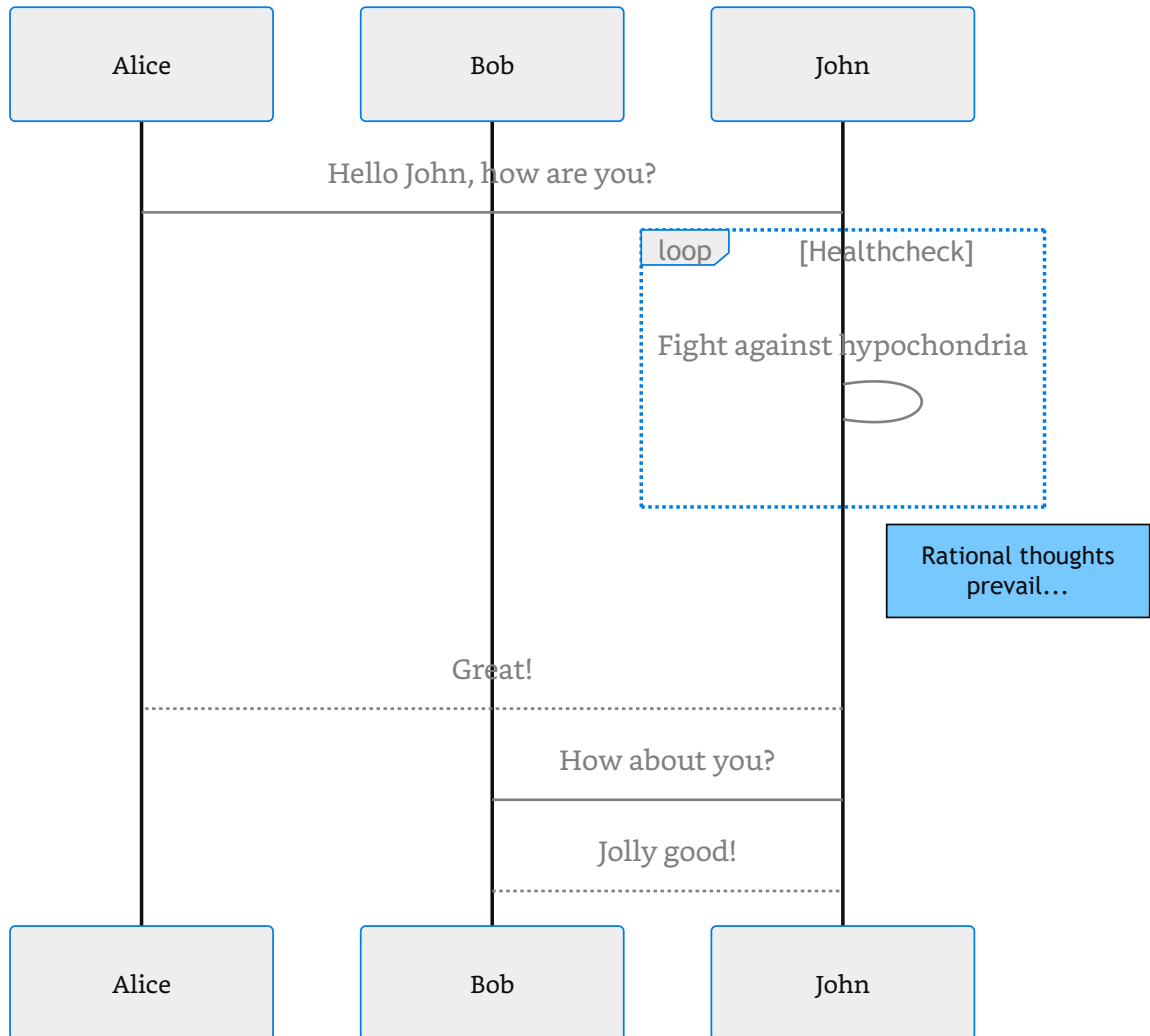 Alice
Bob
John
Hello John, how are you?
loop
[Healthcheck]
Fight against hypochondria
Rational thoughts
prevail...
Great!
How about you?
Jolly good!
Alice
Bob
John